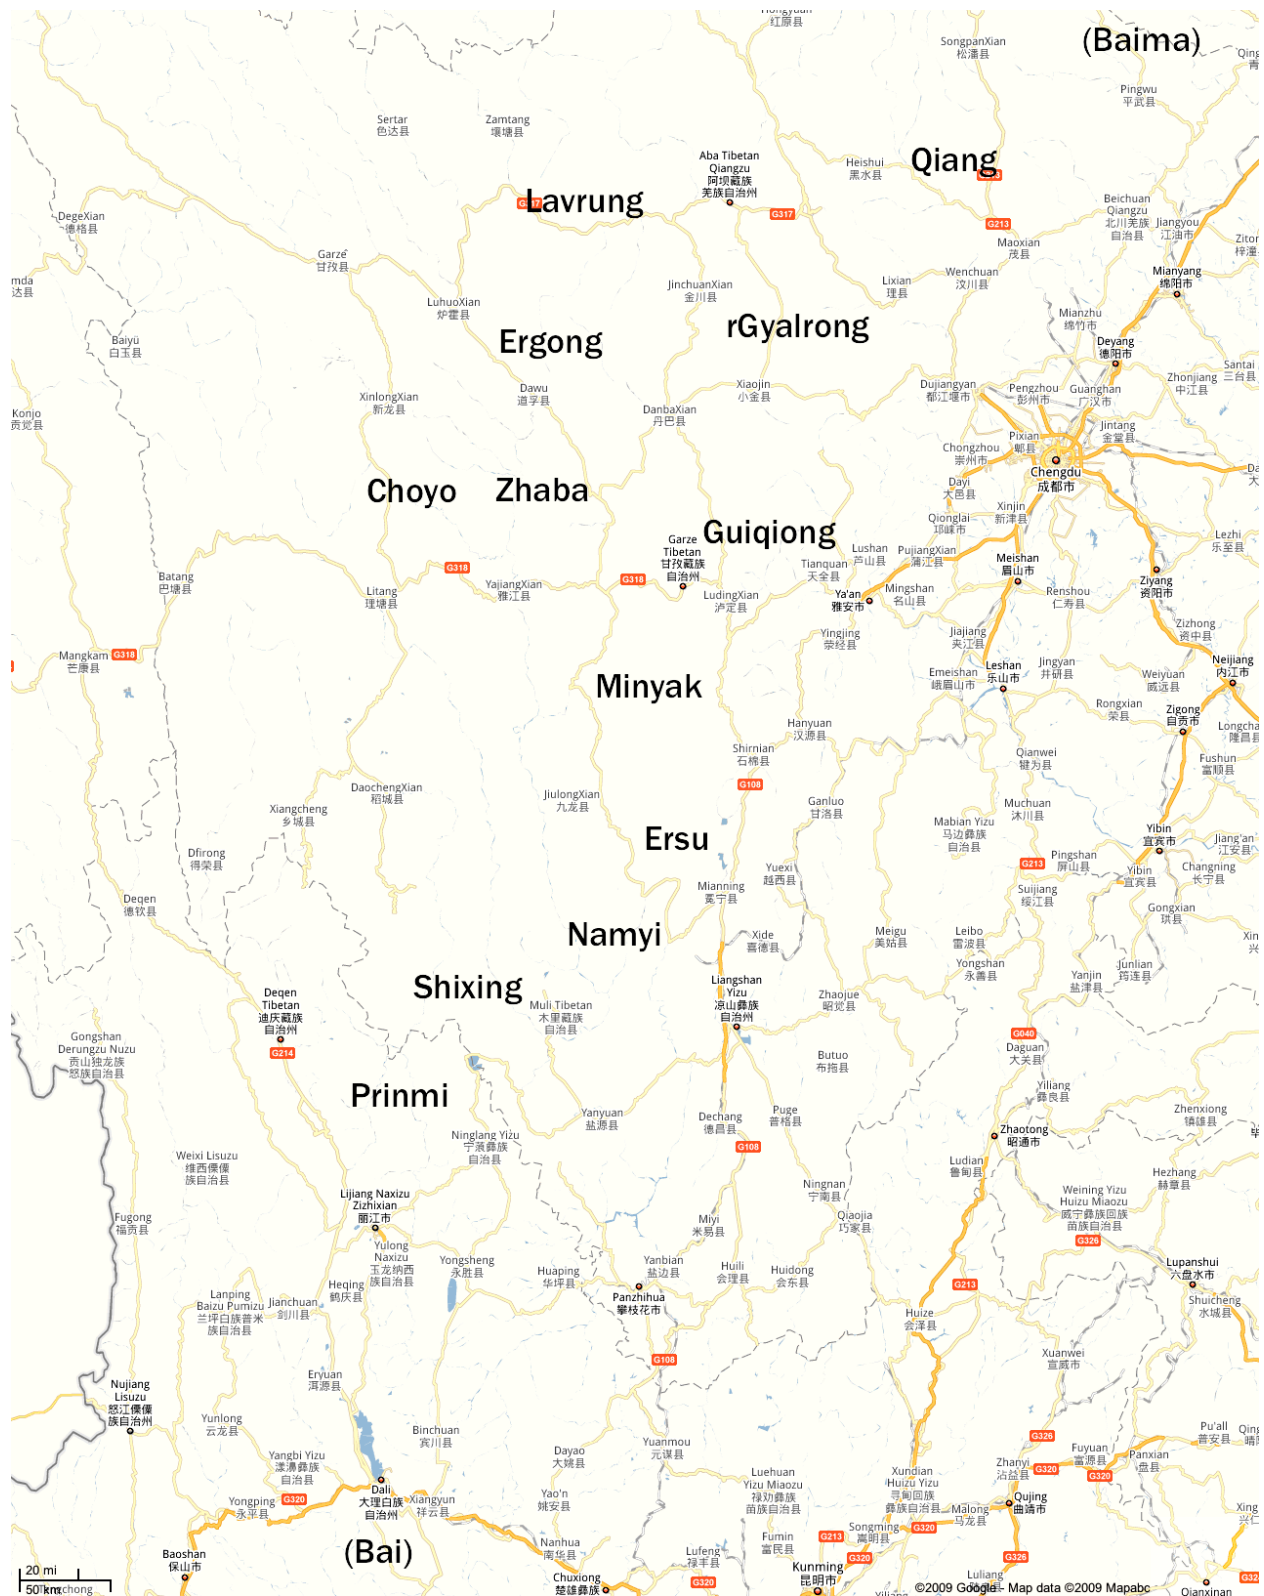 Hongyuan
红原县
SongpanXian
松潘县
(Baima)
Pingwu
平武县
Sertar
色达县
Zamtang
壤塘县
Aba Tibetan
Qiangzu
阿坝藏族
羌族自治州
Heishui
黑水县
Qiang
G213
Lavrung
G317
G317
G213
DegeXian
德格县
Beichuan
Qiangzu
北川羌族
自治县
Jiangyou
江油市
Maoxian
茂县
Garze
甘孜县
Mianyang
绵阳市
Wenchuan
汶川县
Lixian
理县
JinchuanXian
金川县
LuhuoXian
炉霍县
Mianzhu
绵竹市
rGyalrong
Ergong
Baiyü
白玉县
Deyang
德阳市
Santai
三台县
Zhonjiang
中江县
Dujiangyan
都江堰市
Pengzhou
彭州市
Guanghan
广汉市
Xiaojin
小金县
Dawu
道孚县
XinlongXian
新龙县
DanbaXian
丹巴县
Konjo
贡觉县
Jintang
金堂县
Pixian
郫县
Chongzhou
崇州市
Chengdu
成都市
Dayi
大邑县
Choyo
Zhaba
Xinjin
新津县
Qionglai
邛崃市
Guiqiong
Lezhi
乐至县
Garze
Tibetan
甘孜藏族
自治州
Lushan
芦山县
PujiangXian
蒲江县
Tianquan
天全县
Meishan
眉山市
G318
G318
Batang
巴塘县
Litang
理塘县
YajiangXian
雅江县
LudingXian
泸定县
Ya'an
雅安市
Mingshan
名山县
Renshou
仁寿县
Ziyang
资阳市
Zizhong
资中县
Yingjing
荥经县
Jiajiang
夹江县
Mangkam
芒康县
G318
Minyak
Emeishan
峨眉山市
Leshan
乐山市
Jingyan
井研县
Weiyuan
威远县
Neijiang
内江市
Rongxian
荣县
Zigong
自贡市
Hanyuan
汉源县
Shirnian
石棉县
Qianwei
犍为县
Fushun
富顺县
G108
DaochengXian
稻城县
JiulongXian
九龙县
Xiangcheng
乡城县
Ganluo
甘洛县
Muchuan
沐川县
Mabian Yizu
马边彝族
自治县
Ersu
Yibin
宜宾市
Jiang'an
江安县
Dfirong
得荣县
G213
Pingshan
屏山县
Yuexi
越西县
Yibin
宜宾县
Changning
长宁县
Mianning
冕宁县
Suijiang
绥江县
Deqen
德钦县
Gongxian
珙县
Namyi
Xide
喜德县
Meigu
美姑县
Leibo
雷波县
Yongshan
永善县
Junlian
筠连县
Yanjin
盐津县
Shixing
Liangshan
Yizu
凉山彝族
自治州
Muli Tibetan
木里藏族
自治县
Zhaojue
昭觉县
Deqen
Tibetan
迪庆藏族
自治州
G214
G040
Daguan
大关县
Gongshan
Derungzu Nuzu
贡山独龙族
怒族自治县
Butuo
布拖县
Prinmi
Yiliang
彝良县
Yanyuan
盐源县
Dechang
德昌县
Puge
普格县
Zhenxiong
镇雄县
Zhaotong
昭通市
G108
Ninglang Yizu
宁蒗彝族
自治县
Weixi Lisuzu
维西傈僳
族自治县
Ludian
鲁甸县
Hezhang
赫章县
Ningnan
宁南县
Lijiang Naxizu
Zizhixian
丽江市
Weining Yizu
Huizu Miaozu
威宁彝族回族
苗族自治县
Fugong
福贡县
Miyi
米易县
Qiaojia
巧家县
G326
Yulong
Naxizu
玉龙纳西
族自治县
Yongsheng
永胜县
Huaping
华坪县
Yanbian
盐边县
Huili
会理县
Huidong
会东县
Lupanshui
六盘水市
G213
Heqing
鹤庆县
Panzhihua
攀枝花市
Lanping
Baizu Pumizu
兰坪白族普米
族自治县
Jianchuan
剑川县
Huize
会泽县
Shuicheng
水城县
G108
Xuanwei
宣威市
Eryuan
洱源县
Nujiang
Lisuzu
怒江傈僳
族自治州
Yunlong
云龙县
Binchuan
宾川县
Pu'all
普安县
G326
Yuanmou
元谋县
Dayao
大姚县
Fuyuan
富源县
Panxian
盘县
Yangbi Yizu
漾濞彝族
自治县
Zhanyi
沾益县
G320
G320
Luehuan
Yizu Miaozu
禄劝彝族
苗族自治县
Xundian
Huizu Yizu
寻甸回族
彝族自治县
Dali
大理白族
自治州
Yongping
永平县
G320
Xiangyun
祥云县
Yao'n
姚安县
Malong
马龙县
Qujing
曲靖市
Songming
嵩明县
G320
Fumin
富民县
G213
(Bai)
Nanhua
南华县
Lufeng
禄丰县
G320
G326
Baoshan
保山市
Kunming
昆明市
Chuxiong
楚雄彝族
G320
Luliang
20 mi
50 km
©2009 Google - Map data ©2009 Mapabc
Qianxinan